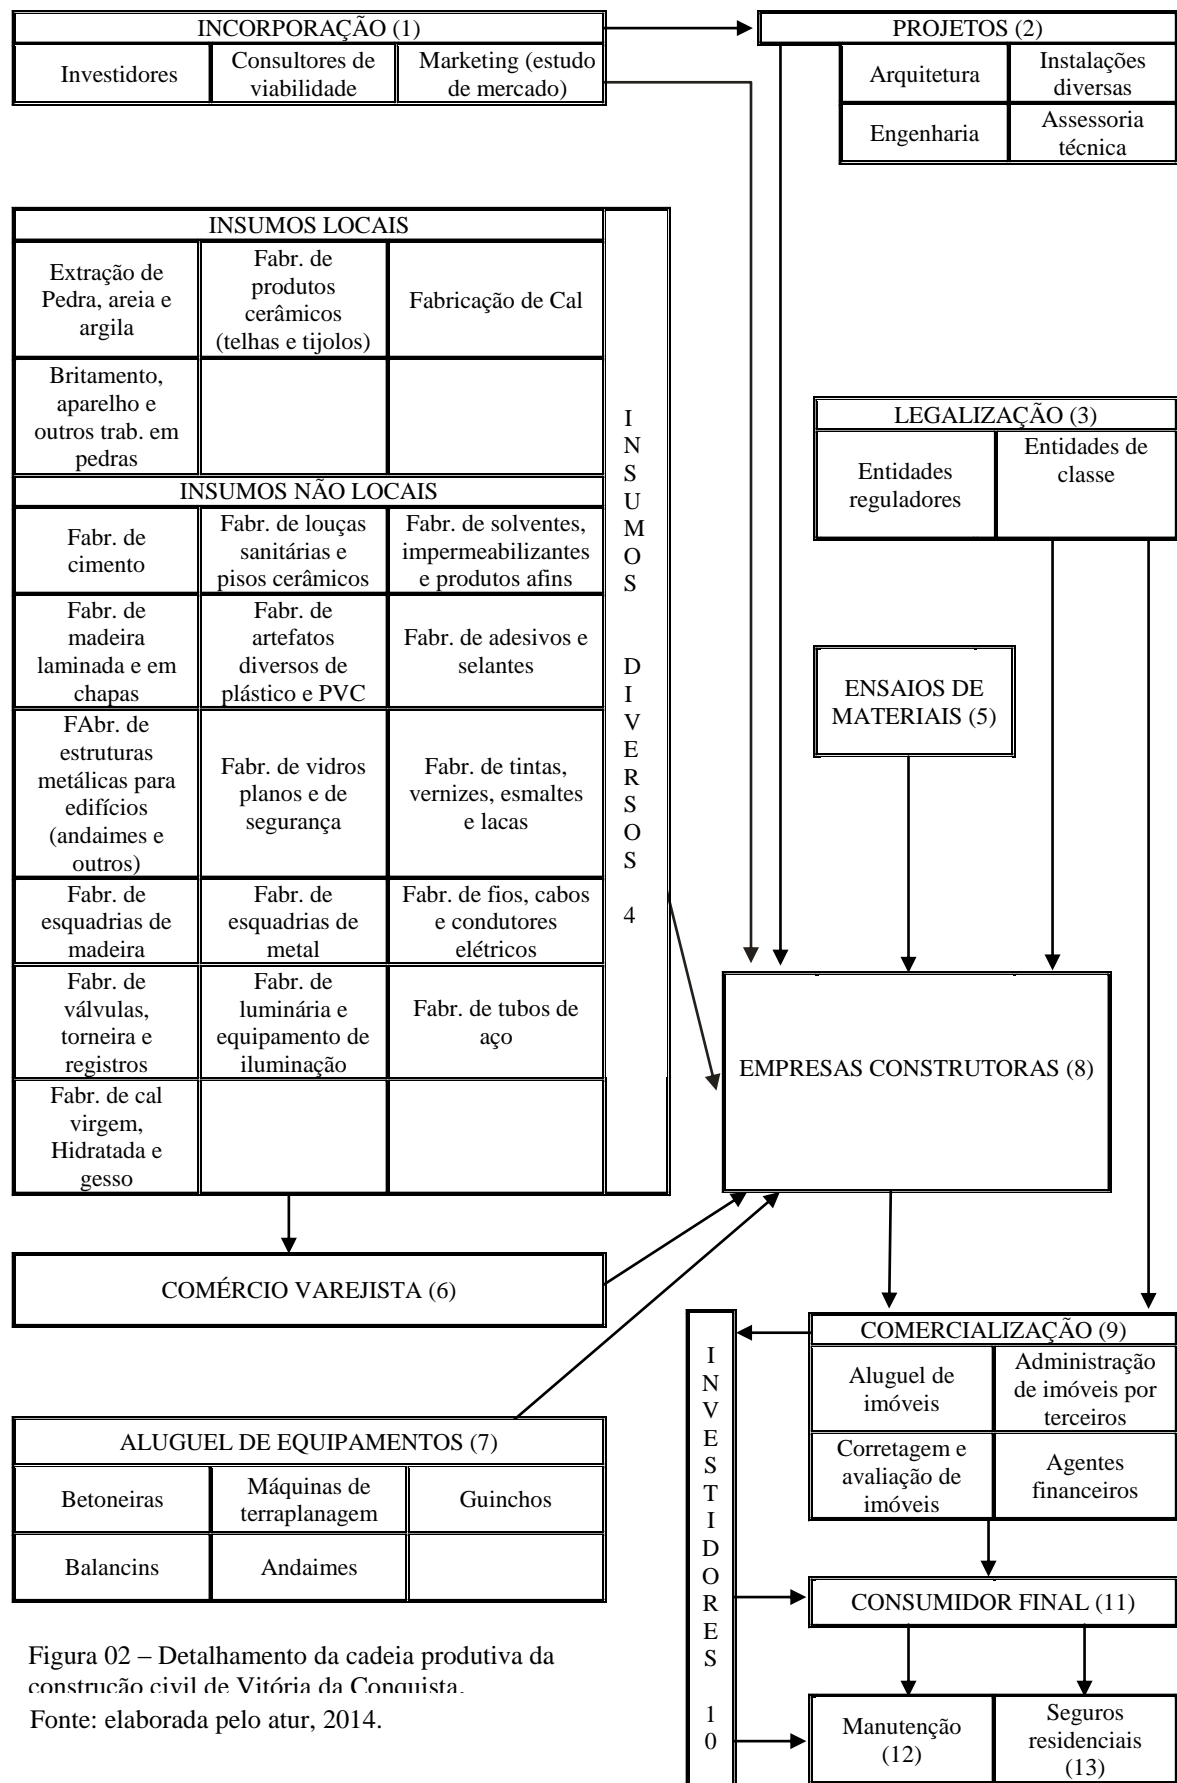 INCORPORAÇÃO (1)
Investidores
Consultores de
viabilidade
Marketing (estudo
de mercado)
PROJETOS (2)
Arquitetura
Instalações
diversas
Engenharia
Assessoria
técnica
INSUMOS LOCAIS
Extração de
Pedra, areia e
argila
Fabr. de
produtos
cerâmicos
(telhas e tijolos)
Fabricação de Cal
Britamento,
aparelho e
outros trab. em
pedras
INSUMOS NÃO LOCAIS
Fabr. de
cimento
Fabr. de louças
sanitárias e
pisos cerâmicos
Fabr. de solventes,
impermeabilizantes
e produtos afins
Fabr. de
madeira
laminada e em
chapas
Fabr. de
artefatos
diversos de
plástico e PVC
Fabr. de adesivos e
selantes
FAbr. de
estruturas
metálicas para
edifícios
(andaimes e
outros)
Fabr. de vidros
planos e de
segurança
Fabr. de tintas,
vernizes, esmaltes
e lacas
Fabr. de
esquadrias de
madeira
Fabr. de
esquadrias de
metal
Fabr. de fios, cabos
e condutores
elétricos
Fabr. de
válvulas,
torneira e
registros
Fabr. de
luminária e
equipamento de
iluminação
Fabr. de tubos de
aço
Fabr. de cal
virgem,
Hidratada e
gesso
INSUMOS DIVERSOS 4
LEGALIZAÇÃO (3)
Entidades
reguladores
Entidades de
classe
ENSAIOS DE
MATERIAIS (5)
EMPRESAS CONSTRUTORAS (8)
COMÉRCIO VAREJISTA (6)
ALUGUEL DE EQUIPAMENTOS (7)
Betoneiras
Máquinas de
terraplanagem
Guinchos
Balancins
Andaimes
INVESTIDORES 10
COMERCIALIZAÇÃO (9)
Aluguel de
imóveis
Administração
de imóveis por
terceiros
Corretagem e
avaliação de
imóveis
Agentes
financeiros
CONSUMIDOR FINAL (11)
Manutenção
(12)
Seguros
residenciais
(13)
Figura 02 – Detalhamento da cadeia produtiva da
construção civil de Vitória da Conquista.
Fonte: elaborada pelo atur, 2014.